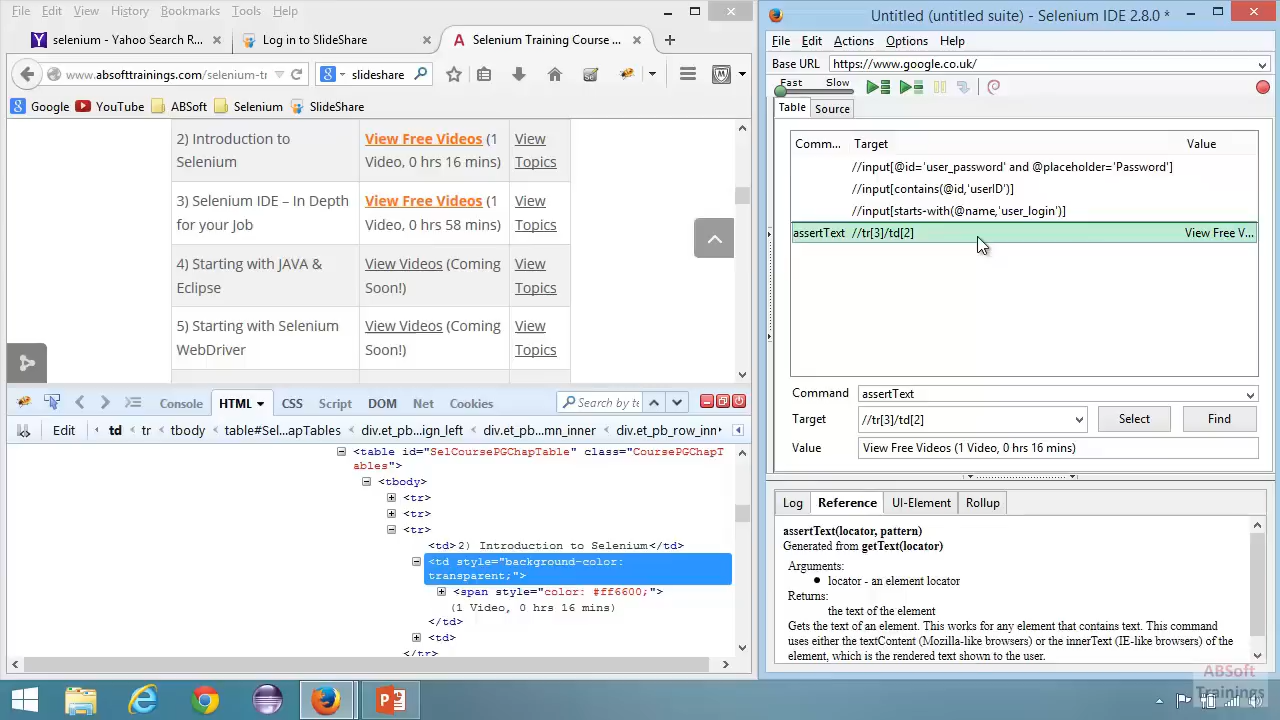 File Edit View History Bookmarks Tools Help
selenium - Yahoo Search R...
Log in to SlideShare
Selenium Training Course ...
www.absofttrainings.com/selenium-tr
slideshare
Google YouTube ABSoft Selenium SlideShare
2) Introduction to
Selenium
View Free Videos (1
Video, 0 hrs 16 mins)
View
Topics
3) Selenium IDE – In Depth
for your Job
View Free Videos (1
Video, 0 hrs 58 mins)
View
Topics
4) Starting with JAVA &
Eclipse
View Videos (Coming
Soon!)
View
Topics
5) Starting with Selenium
WebDriver
View Videos (Coming
Soon!)
View
Topics
Console HTML CSS Script DOM Net Cookies
Search by te
Edit td tr tbody table#Sel...apTables div.et_pb...ign_left div.et_pb...mn_inner div.et_pb_row_inn
<table id="SelCoursePGChapTable" class="CoursePGChapT
ables">
<tbody>
<tr>
<tr>
<tr>
<td>2) Introduction to Selenium</td>
<td style="background-color:
transparent;">
<span style="color: #ff6600;">
(1 Video, 0 hrs 16 mins)
</td>
<td>
</tr>
Untitled (untitled suite) - Selenium IDE 2.8.0 *
File Edit Actions Options Help
Base URL https://www.google.co.uk/
Fast Slow
Table Source
Comm... Target Value
//input[@id='user_password' and @placeholder='Password']
//input[contains(@id,'userID')]
//input[starts-with(@name,'user_login')]
assertText //tr[3]/td[2] View Free V...
Command assertText
Target //tr[3]/td[2] Select Find
Value View Free Videos (1 Video, 0 hrs 16 mins)
Log Reference UI-Element Rollup
assertText(locator, pattern)
Generated from getText(locator)
Arguments:
locator - an element locator
Returns:
the text of the element
Gets the text of an element. This works for any element that contains text. This command
uses either the textContent (Mozilla-like browsers) or the innerText (IE-like browsers) of the
element, which is the rendered text shown to the user.
ABSoft
Trainings